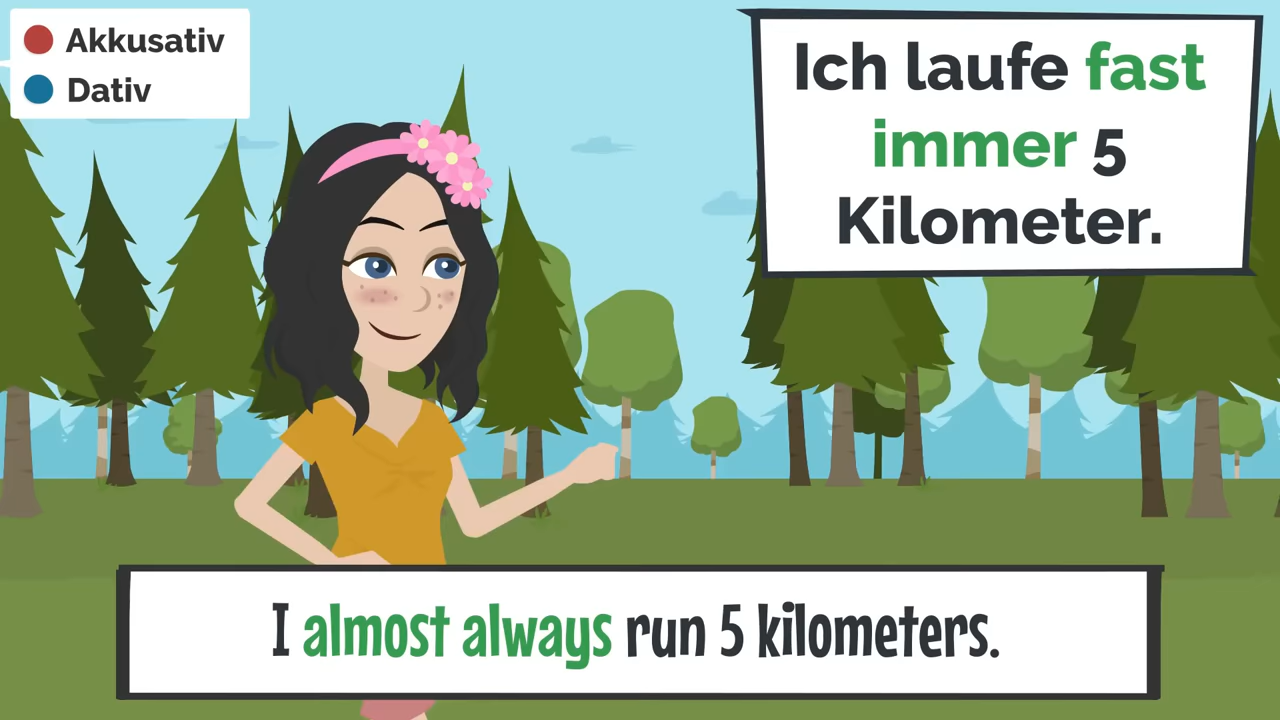 Akkusativ
Dativ
Ich laufe fast
immer 5
Kilometer.
I almost always run 5 kilometers.